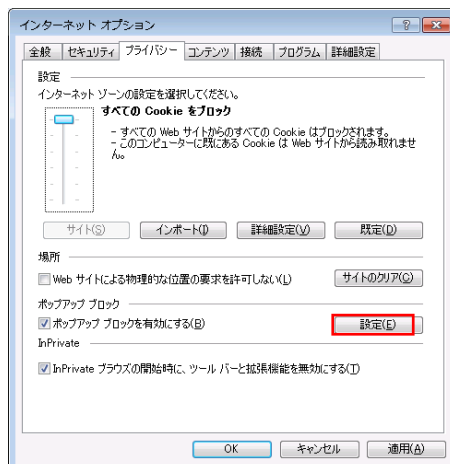 インターネット オプション
全般 セキュリティ プライバシー コンテンツ 接続 プログラム 詳細設定
設定
インターネット ゾーンの設定を選択してください。
すべての Cookie をブロック
- すべての Web サイトからのすべての Cookie はブロックされます。
- このコンピューターに既にある Cookie は Web サイトから読み取れませ
ん。
サイト(S) インポート(I) 詳細設定(V) 既定(D)
場所
Web サイトによる物理的な位置の要求を許可しない(L) サイトのクリア(C)
ポップアップ ブロック
ポップアップ ブロックを有効にする(B) 設定(E)
InPrivate
InPrivate ブラウズの開始時に、ツール バーと拡張機能を無効にする(T)
OK キャンセル 適用(A)